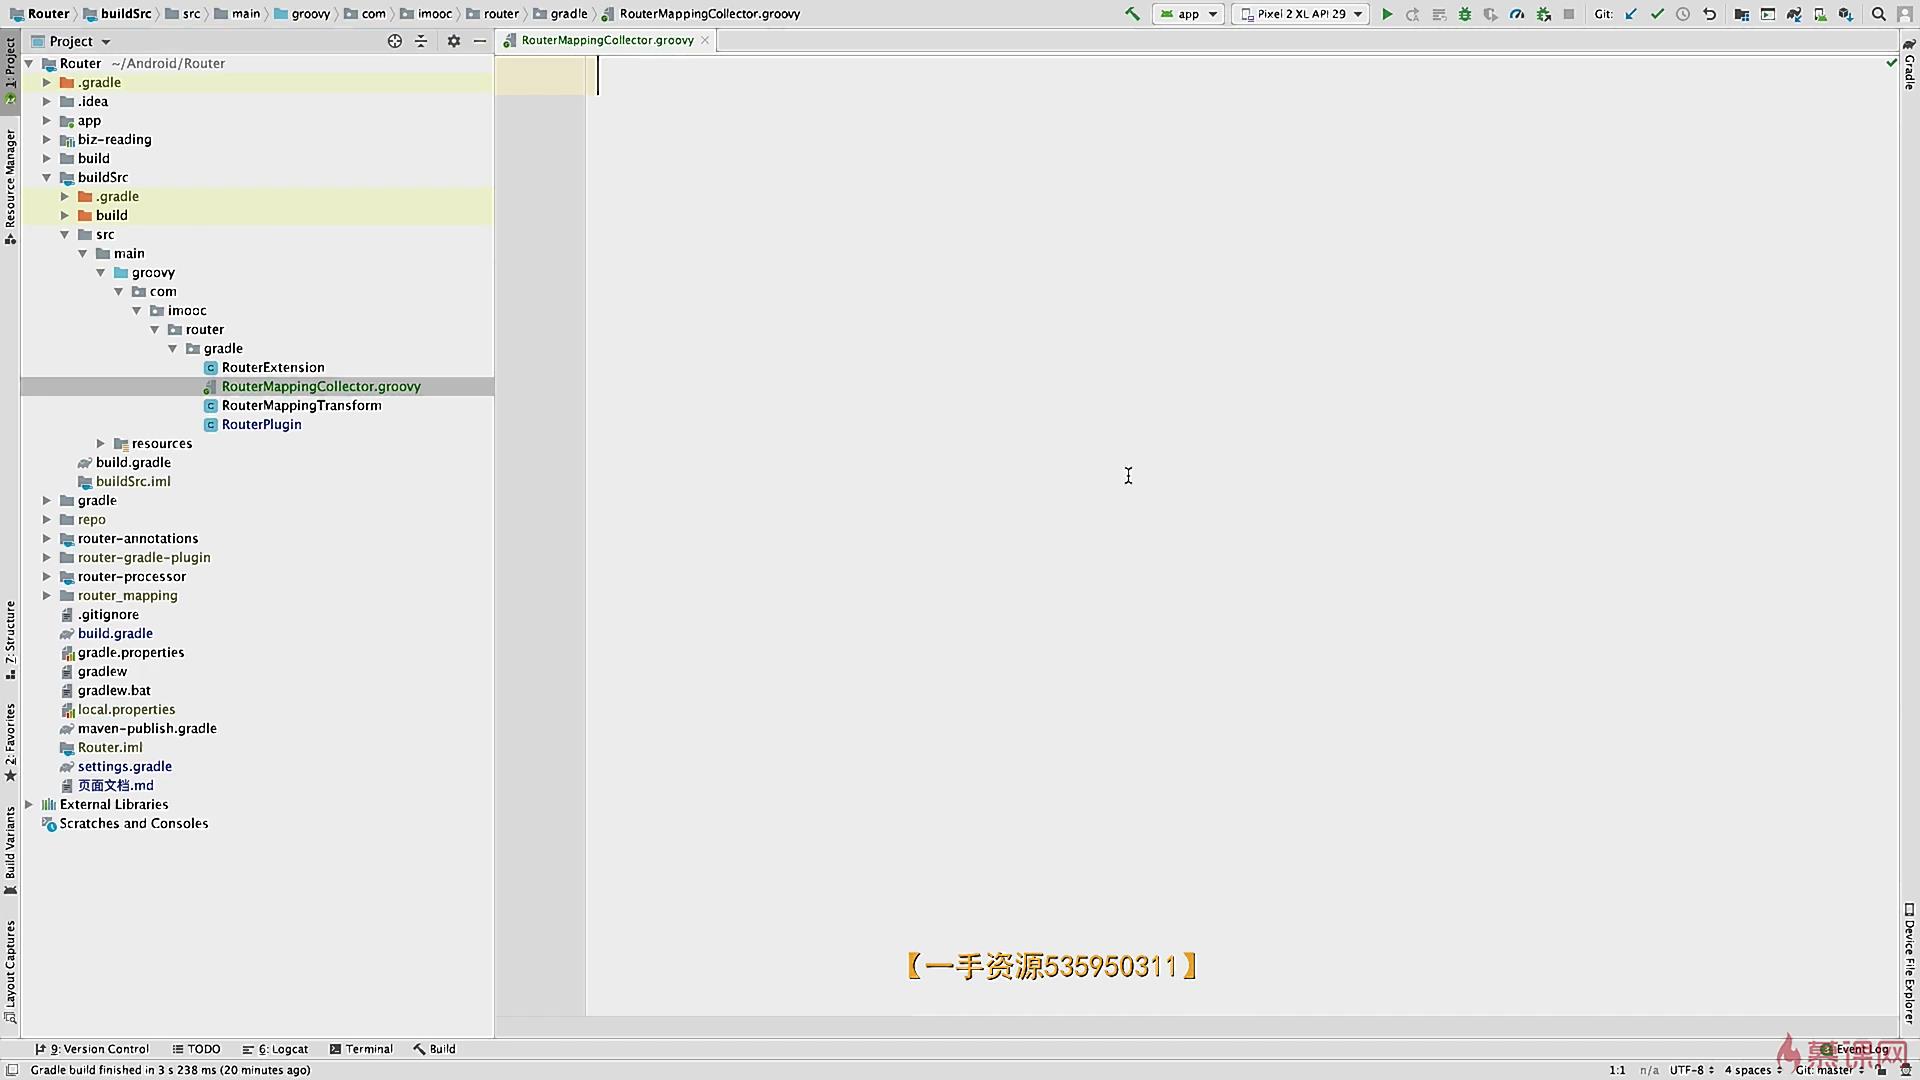 Router buildSrc src main groovy com imooc router gradle RouterMappingCollector.groovy app Pixel 2 XL API 29 Git:
Project
RouterMappingCollector.groovy
Router ~/Android/Router
.gradle
.idea
app
biz-reading
build
buildSrc
.gradle
build
src
main
groovy
com
imooc
router
gradle
RouterExtension
RouterMappingCollector.groovy
RouterMappingTransform
RouterPlugin
resources
build.gradle
buildSrc.iml
gradle
repo
router-annotations
router-gradle-plugin
router-processor
router_mapping
.gitignore
build.gradle
gradle.properties
gradlew
gradlew.bat
local.properties
maven-publish.gradle
Router.iml
settings.gradle
页面文档.md
External Libraries
Scratches and Consoles
1: Project
Resource Manager
7: Structure
2: Favorites
Build Variants
Layout Captures
Gradle
Device File Explorer
【一手资源535950311】
9: Version Control TODO 6: Logcat Terminal Build Event Log
慕课网
Gradle build finished in 3 s 238 ms (20 minutes ago) 1:1 n/a UTF-8 4 spaces Git: master